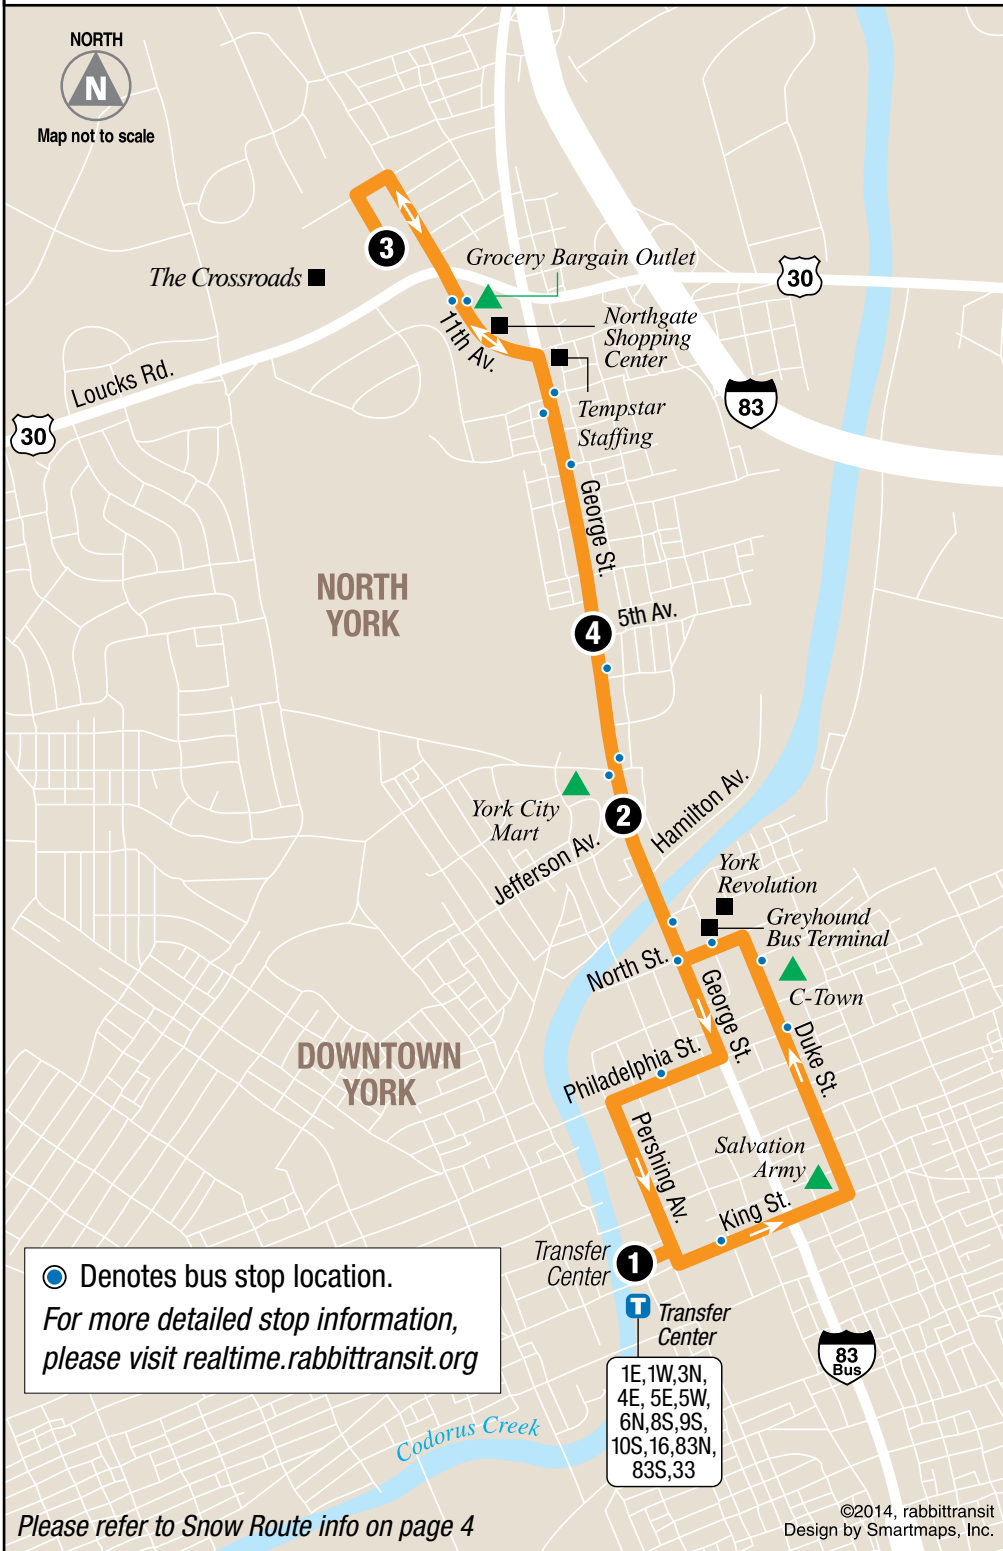 NORTH
N
Map not to scale
3
The Crossroads
Grocery Bargain Outlet
30
11th Av.
Northgate
Shopping
Center
Loucks Rd.
30
83
Tempstar
Staffing
George St.
NORTH
YORK
4
5th Av.
York City
Mart
2
Jefferson Av.
Hamilton Av.
York
Revolution
Greyhound
Bus Terminal
North St.
C-Town
George St.
Duke St.
DOWNTOWN
YORK
Philadelphia St.
Pershing Av.
Salvation
Army
King St.
Transfer
Center
1
Denotes bus stop location.
For more detailed stop information,
please visit realtime.rabbittransit.org
T
Transfer
Center
83
Bus
1E,1W,3N,
4E, 5E,5W,
6N,8S,9S,
10S,16,83N,
83S,33
Codorus Creek
Please refer to Snow Route info on page 4
©2014, rabbittransit
Design by Smartmaps, Inc.